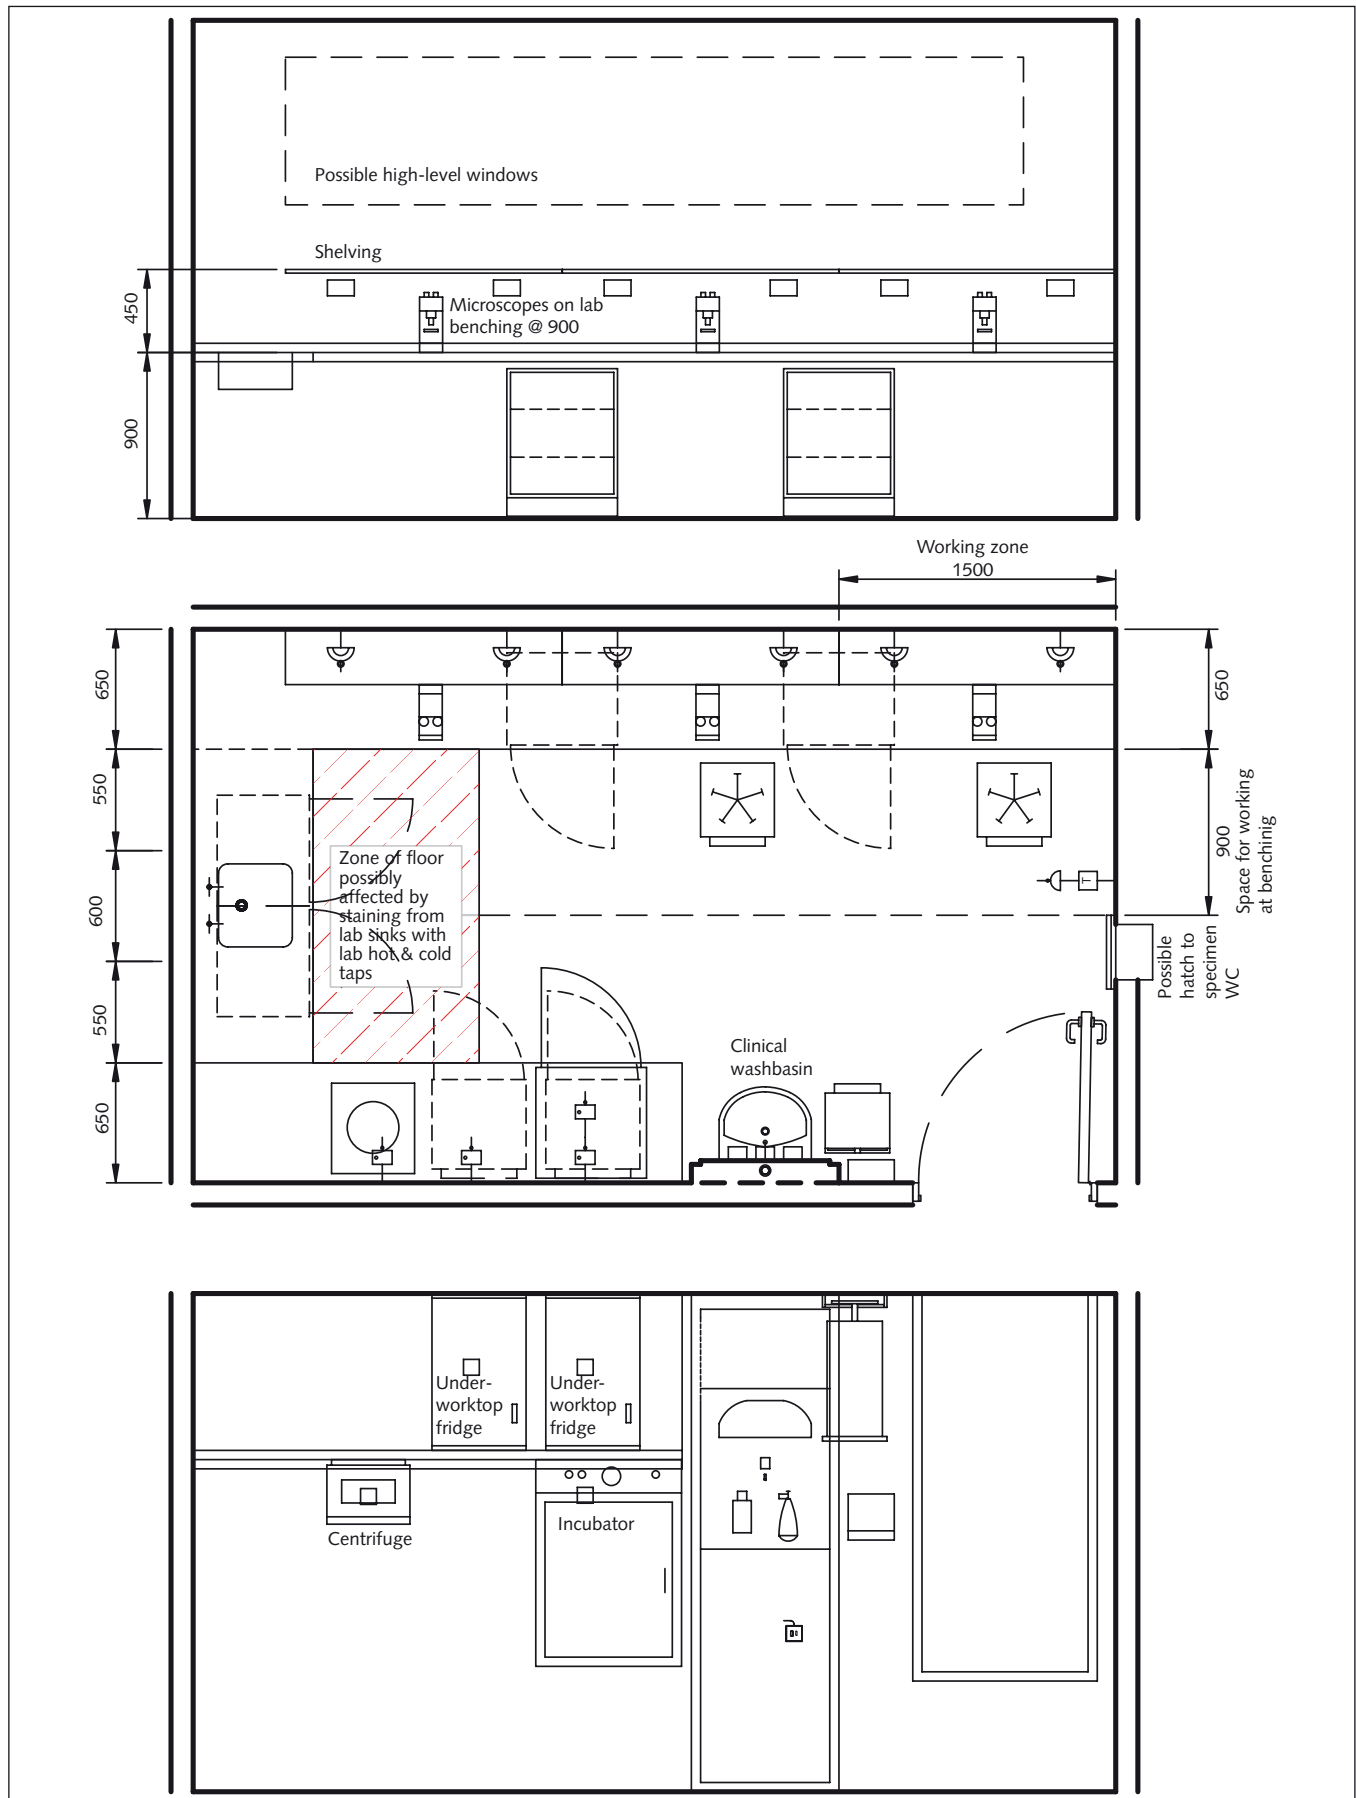 Possible high-level windows
Shelving
450
Microscopes on lab
benching @ 900
900
Working zone
1500
650
650
550
900
Space for working
at benchinig
Zone of floor
possibly
affected by
staining from
lab sinks with
lab hot & cold
taps
600
T
Possible
hatch to
specimen
WC
550
Clinical
washbasin
650
Under-
worktop
fridge
Under-
worktop
fridge
Centrifuge
Incubator